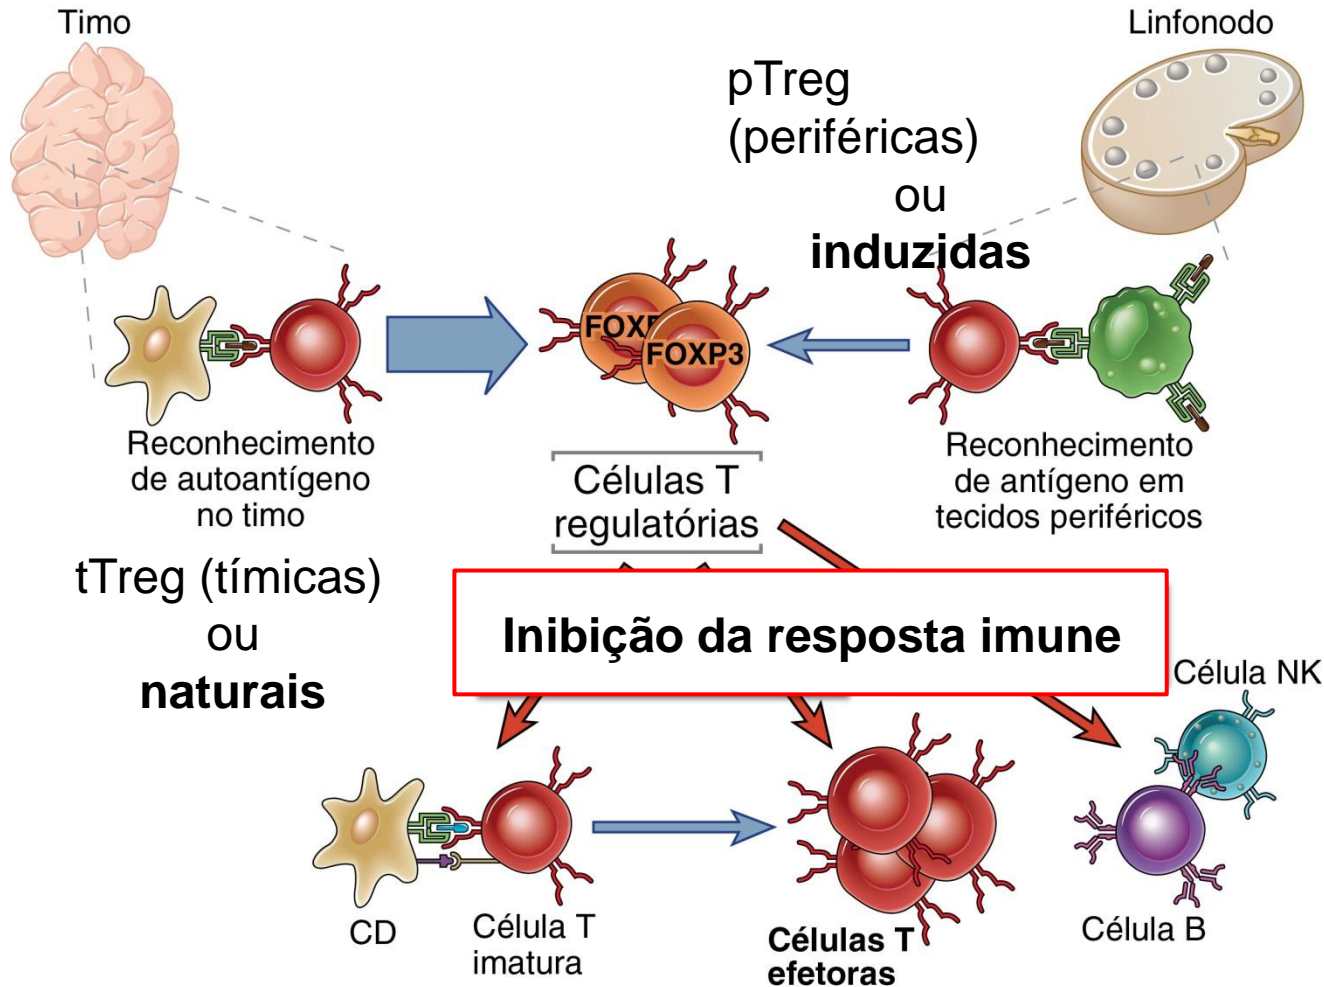 Timo
Linfonodo
pTreg
(periféricas)
ou
induzidas
FOXP3
Reconhecimento
de autoantígeno
no timo
Células T
regulatórias
Reconhecimento
de antígeno em
tecidos periféricos
tTreg (tímicas)
ou
naturais
Inibição da resposta imune
Célula NK
CD
Célula T
imatura
Células T
efetoras
Célula B